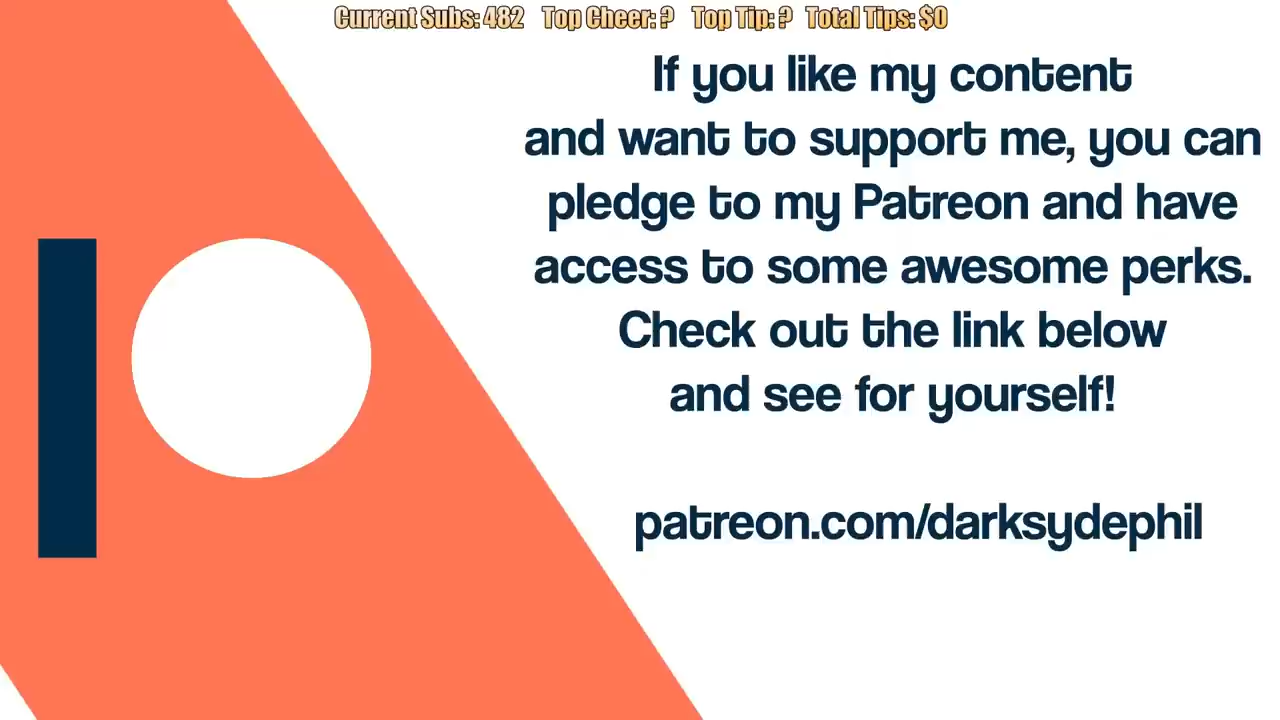 Current Subs: 482 Top Cheer: ? Top Tip: ? Total Tips: $0
If you like my content
and want to support me, you can
pledge to my Patreon and have
access to some awesome perks.
Check out the link below
and see for yourself!
patreon.com/darksydephil